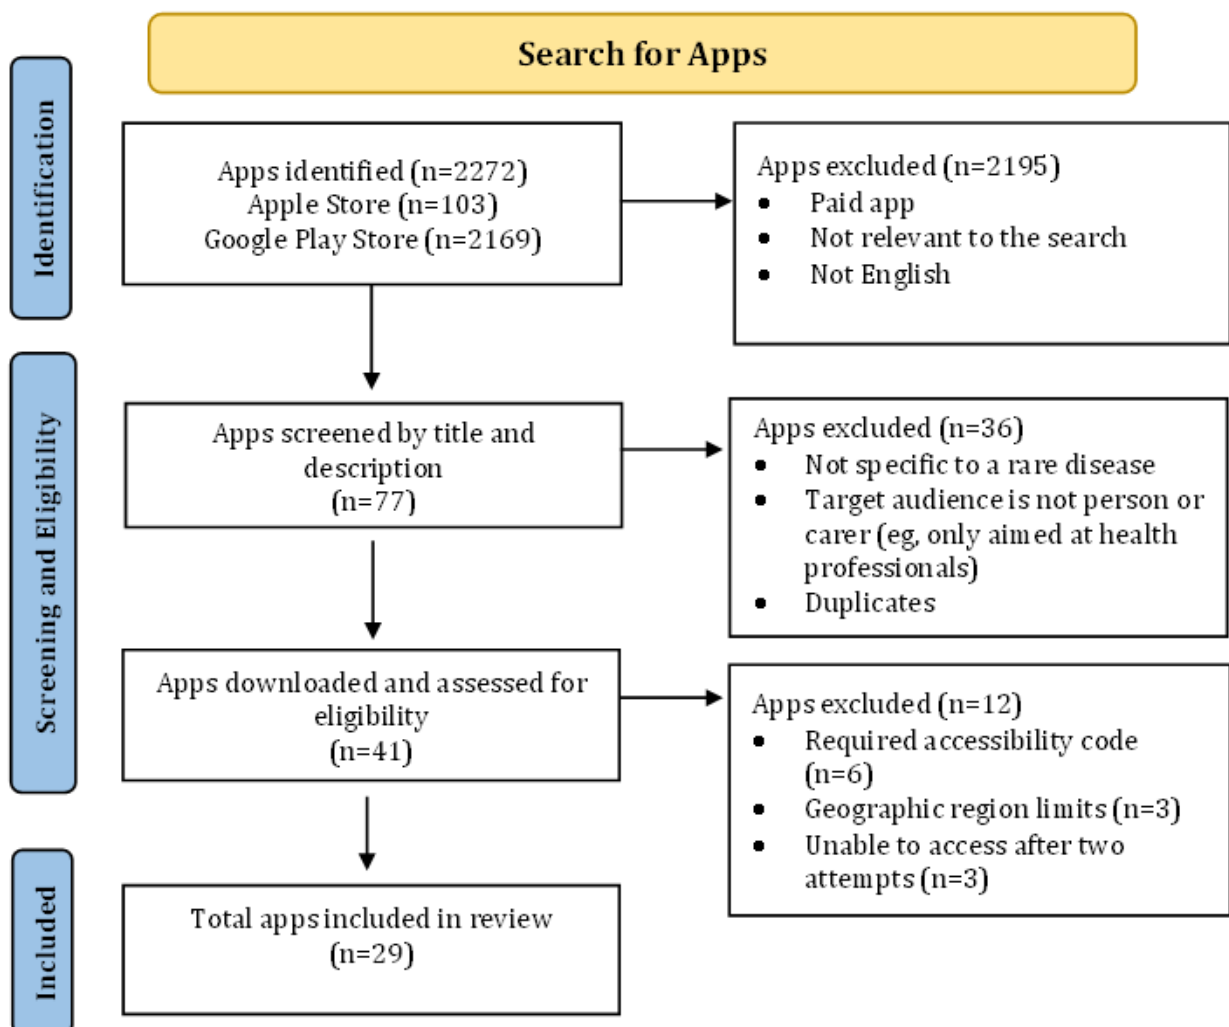 Search for Apps
Identification
Apps identified (n=2272)
Apple Store (n=103)
Google Play Store (n=2169)
Apps excluded (n=2195)
• Paid app
• Not relevant to the search
• Not English
Screening and Eligibility
Apps screened by title and
description
(n=77)
Apps excluded (n=36)
• Not specific to a rare disease
• Target audience is not person or
carer (eg, only aimed at health
professionals)
• Duplicates
Apps downloaded and assessed for
eligibility
(n=41)
Apps excluded (n=12)
• Required accessibility code
(n=6)
• Geographic region limits (n=3)
• Unable to access after two
attempts (n=3)
Included
Total apps included in review
(n=29)